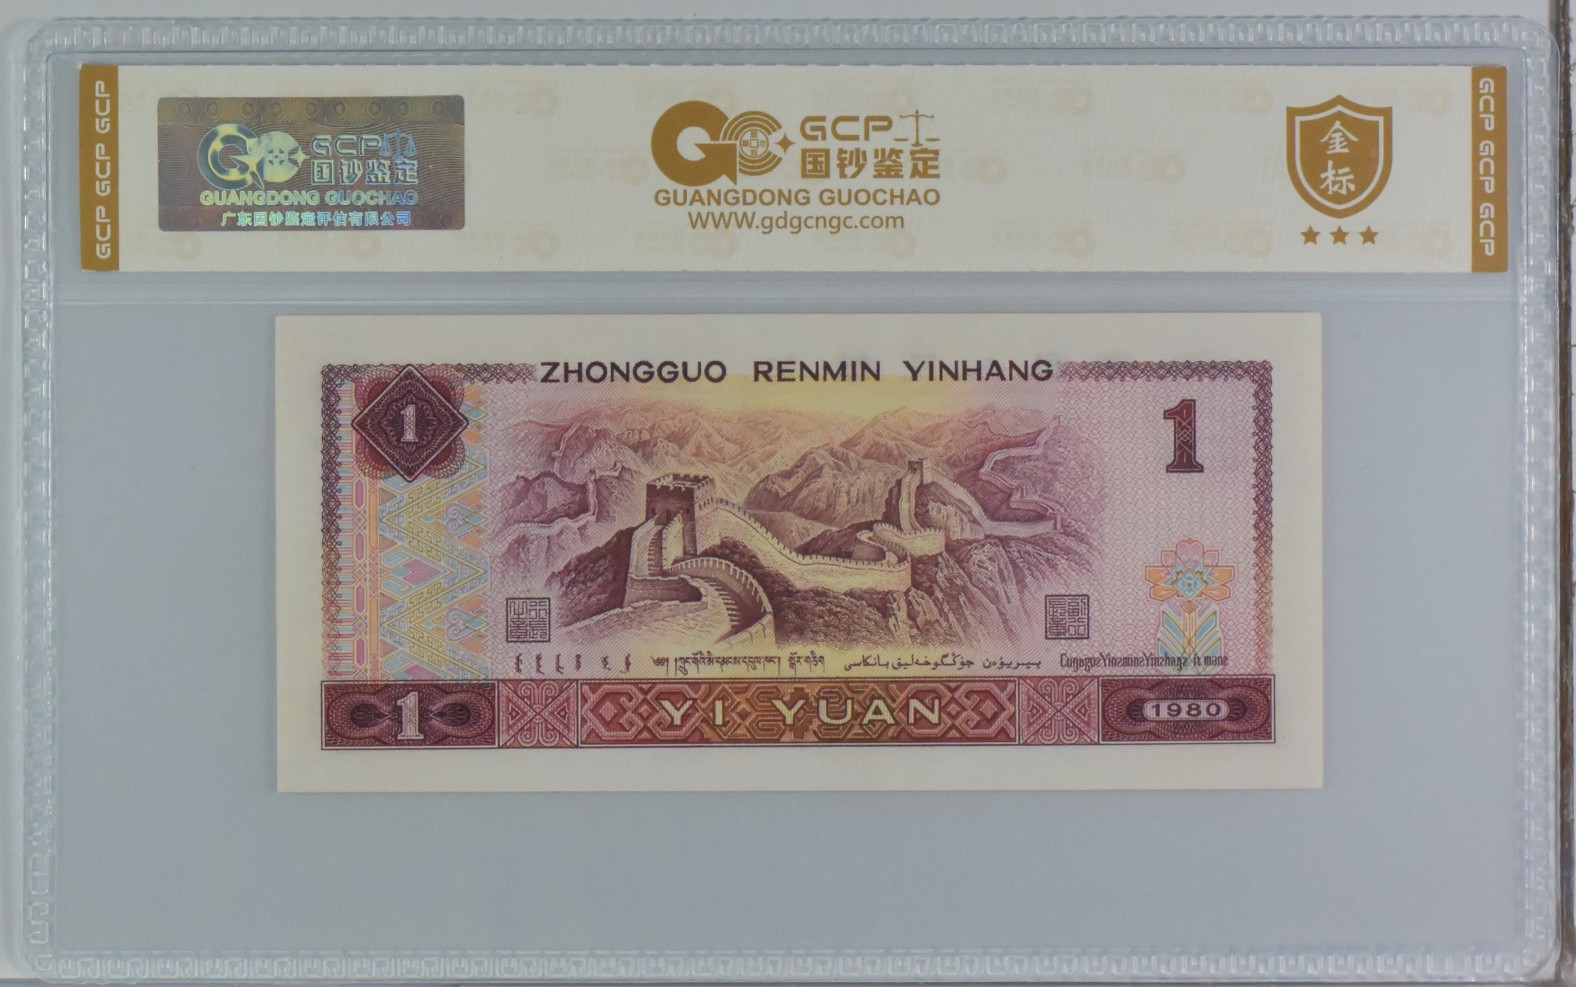 GCP GCP GCP
GCP
国钞鉴定
GUANGDONG GUOCHAO
广东国钞鉴定评估有限公司
GCP
国钞鉴定
GUANGDONG GUOCHAO
WWW.gdgcngc.com
金标
GCP GCP GCP
ZHONGGUO RENMIN YINHANG
1
1
1
YI YUAN
1980